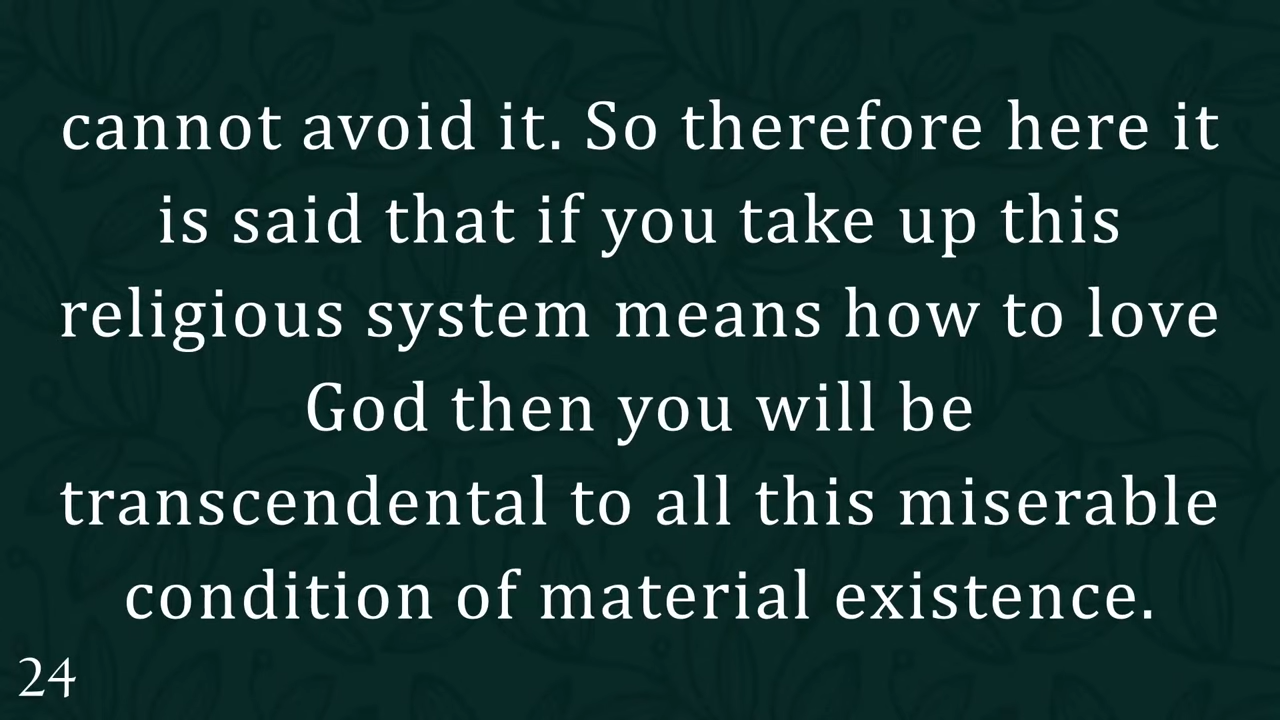 cannot avoid it. So therefore here it
is said that if you take up this
religious system means how to love
God then you will be
transcendental to all this miserable
condition of material existence.
24